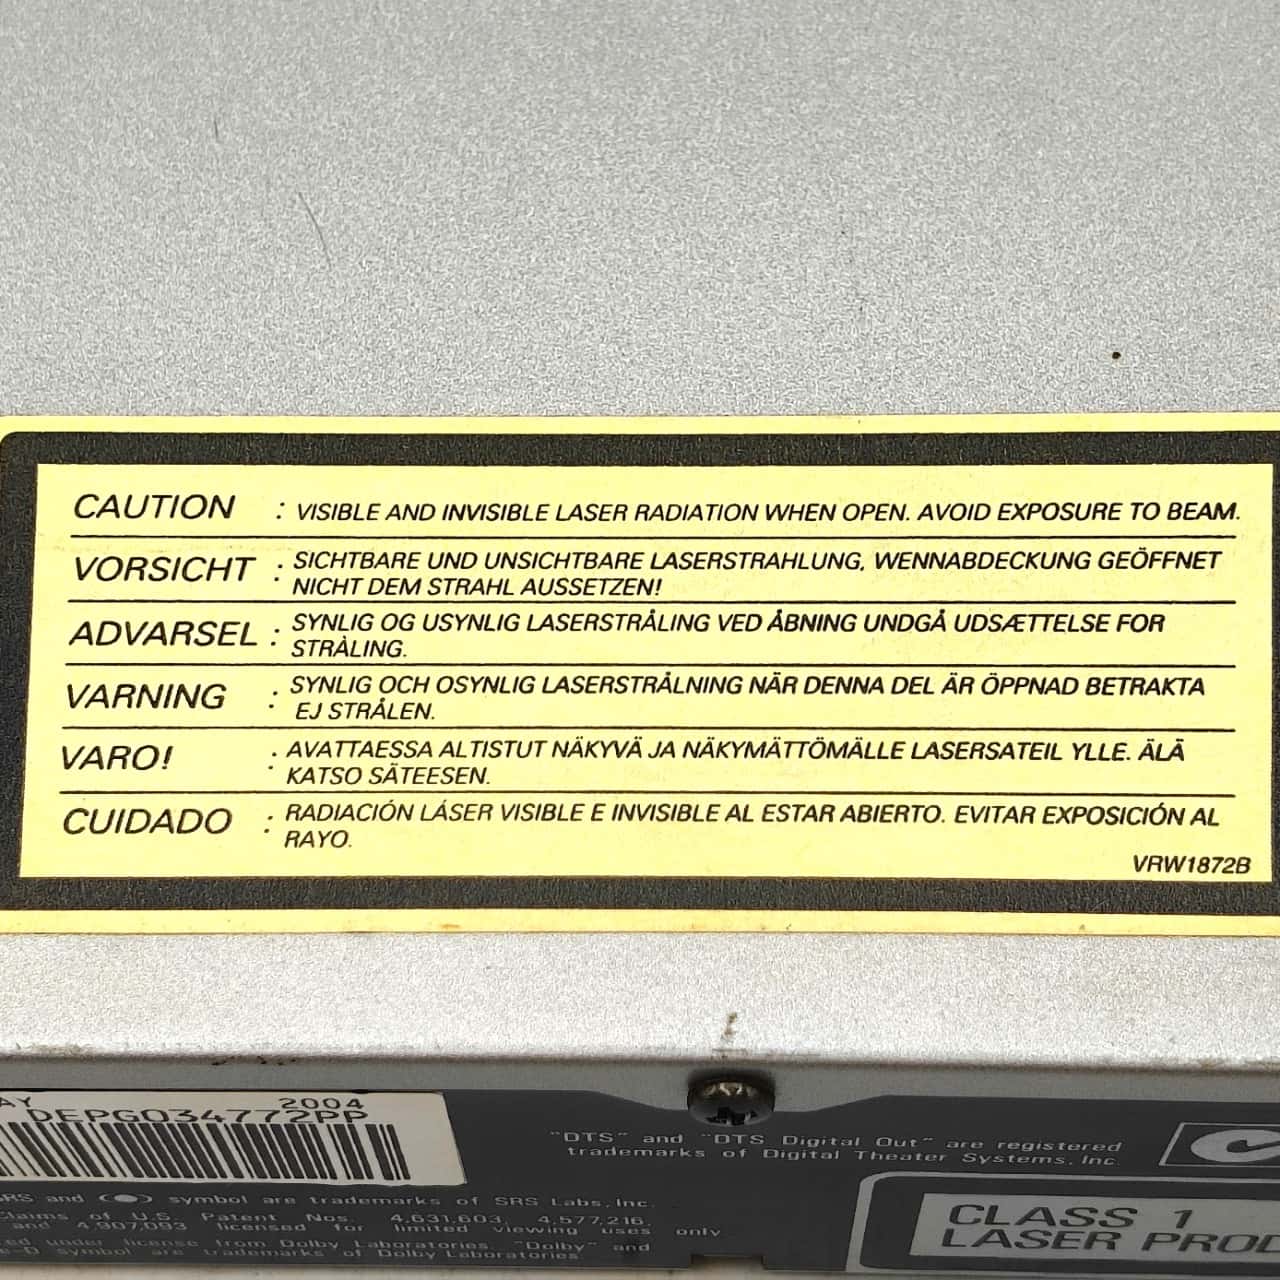 CAUTION : VISIBLE AND INVISIBLE LASER RADIATION WHEN OPEN. AVOID EXPOSURE TO BEAM.
VORSICHT : SICHTBARE UND UNSICHTBARE LASERSTRAHLUNG, WENNABDECKUNG GEÖFFNET
NICHT DEM STRAHL AUSSETZEN!
ADVARSEL : SYNLIG OG USYNLIG LASERSTRÅLING VED ÅBNING UNDGÅ UDSÆTTELSE FOR
STRÀLING.
VARNING : SYNLIG OCH OSYNLIG LASERSTRÅLNING NÄR DENNA DEL ÄR ÖPPNAD BETRAKTA
EJ STRÅLEN.
VARO! : AVATTAESSA ALTISTUT NÄKYVÄ JA NÄKYMÄTTÖMÄLLE LASERSATEIL YLLE. ÄLÄ
KATSO SÄTEESEN.
CUIDADO : RADIACIÓN LÁSER VISIBLE E INVISIBLE AL ESTAR ABIERTO. EVITAR EXPOSICIÓN AL
RAYO.
VRW1872B
AY 2004
DEPG034772PP
"DTS" and "DTS Digital Out" are registered
trademarks of Digital Theater Systems, Inc.
SRS and symbol are trademarks of SRS Labs, Inc.
Claims of U.S. Patent Nos. 4,631,603, 4,577,216,
and 4,907,093 licensed for limited viewing uses only.
under license from Dolby Laboratories. "Dolby" and
-D symbol are trademarks of Dolby Laboratories
CLASS 1
LASER PROD